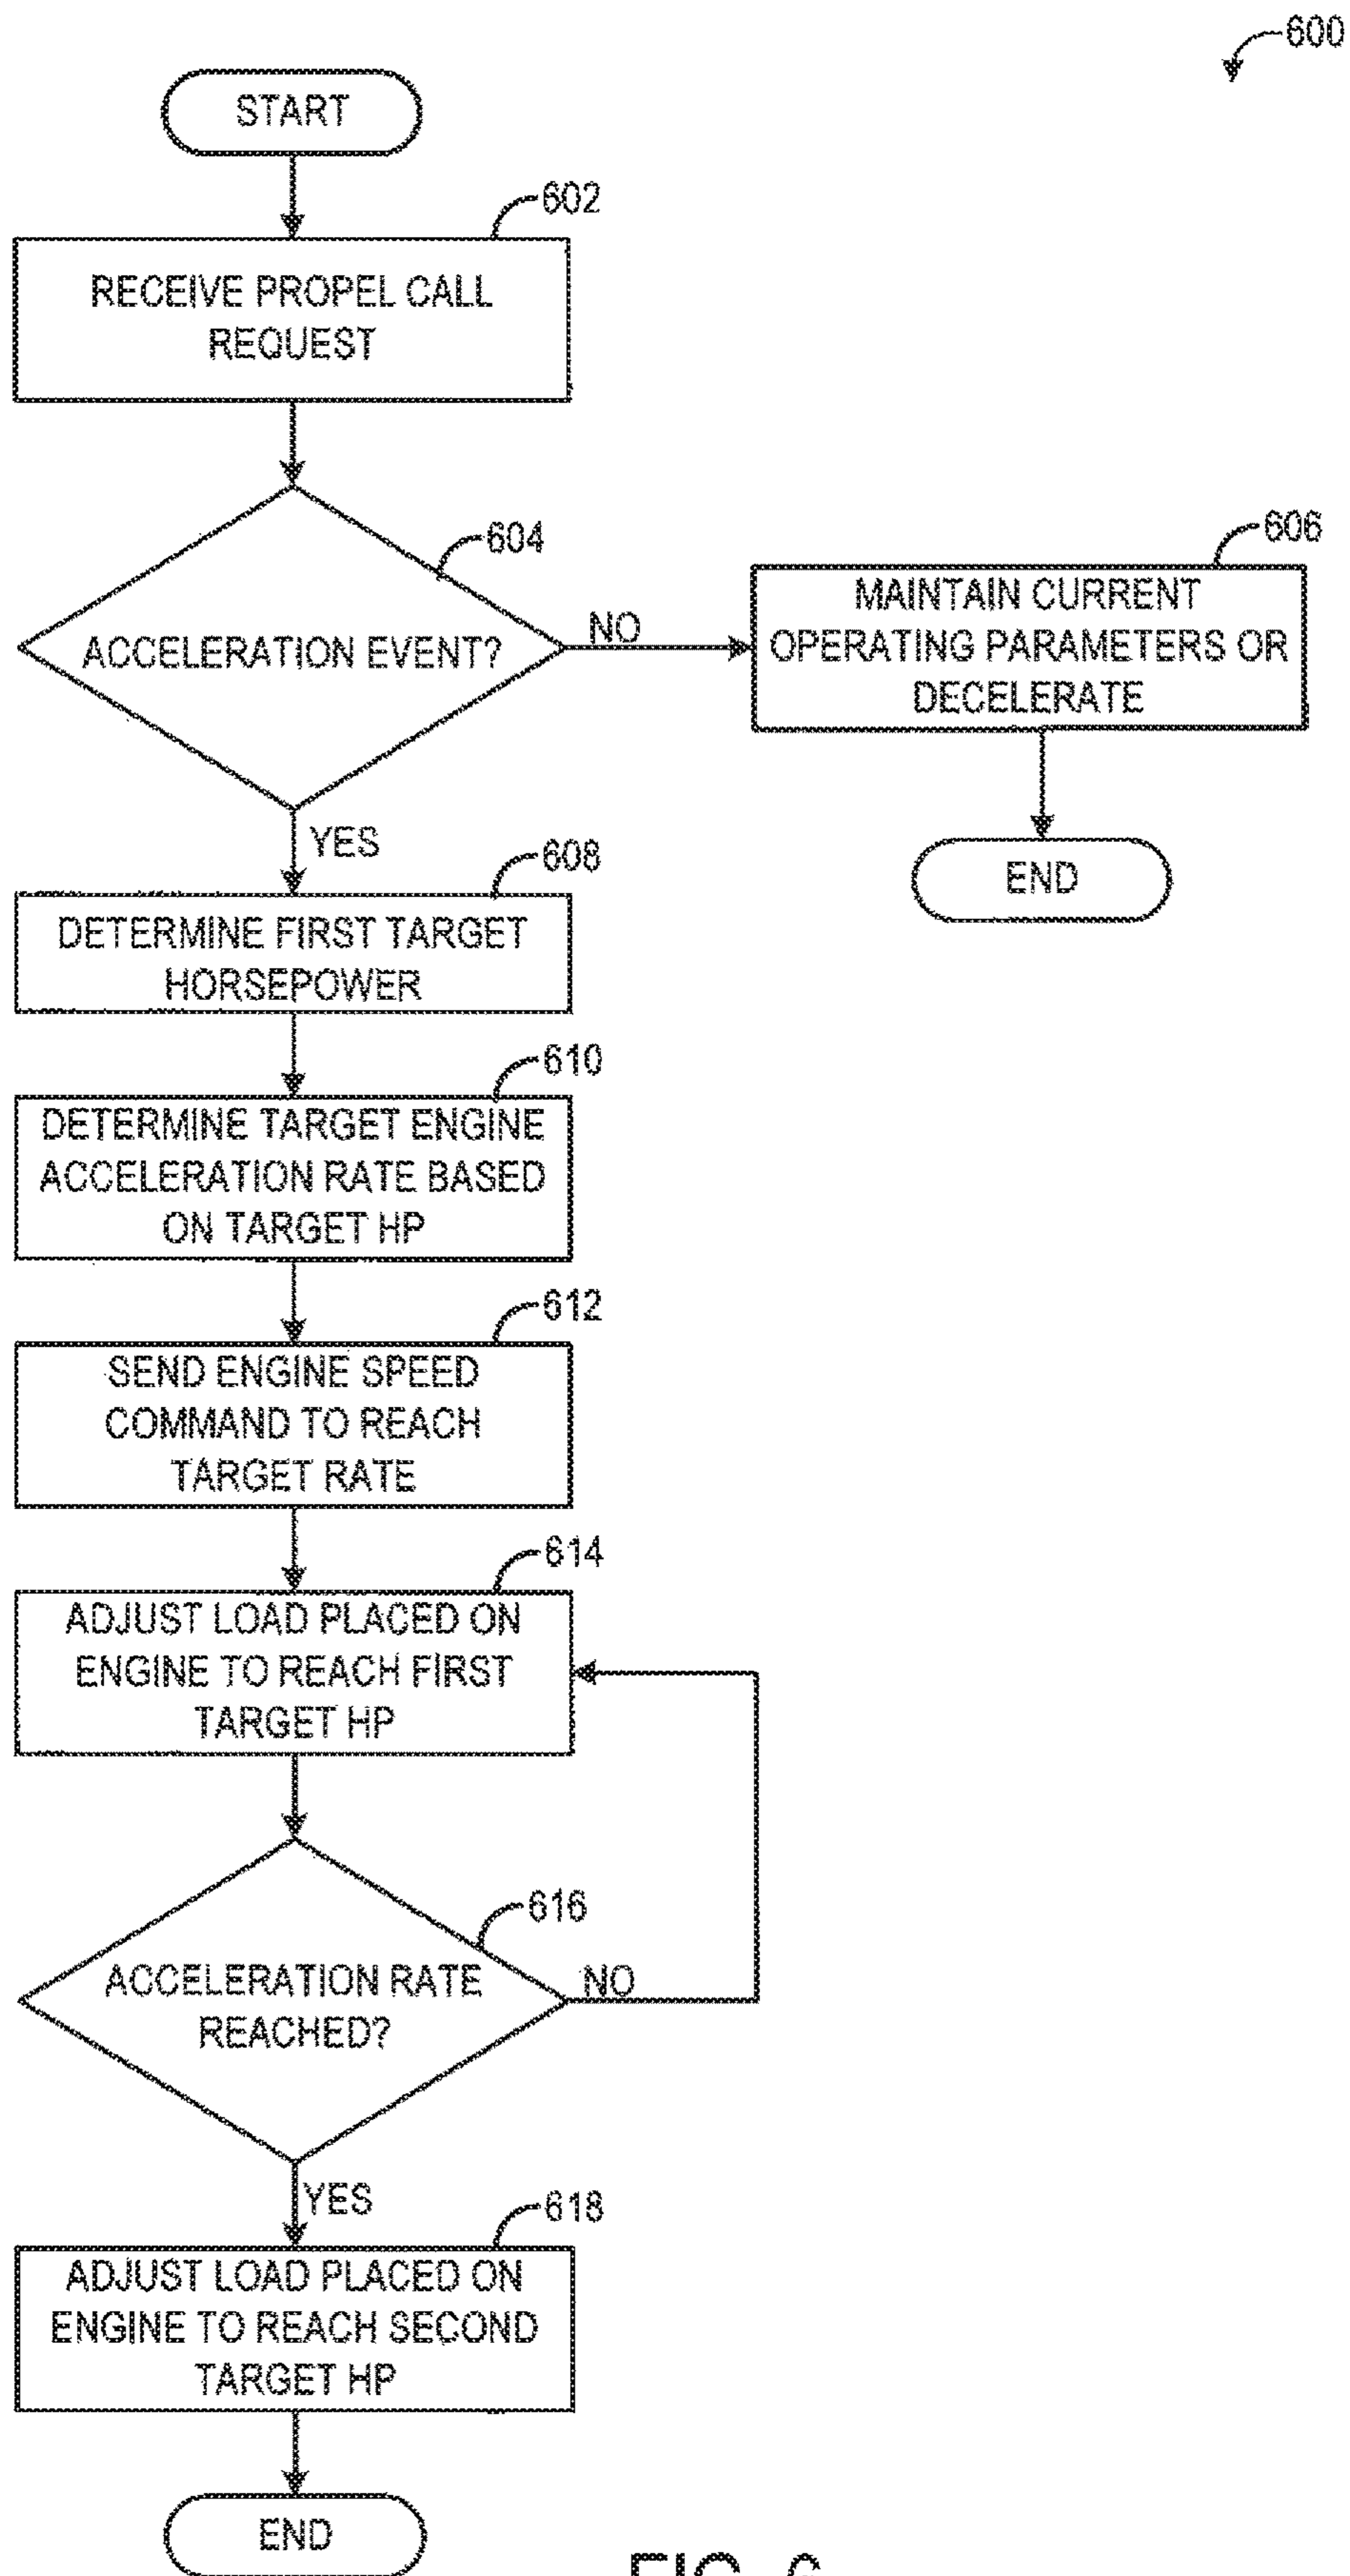 600
START
602
RECEIVE PROPEL CALL
REQUEST
604
ACCELERATION EVENT?
NO
606
MAINTAIN CURRENT
OPERATING PARAMETERS OR
DECELERATE
END
YES
608
DETERMINE FIRST TARGET
HORSEPOWER
610
DETERMINE TARGET ENGINE
ACCELERATION RATE BASED
ON TARGET HP
612
SEND ENGINE SPEED
COMMAND TO REACH
TARGET RATE
614
ADJUST LOAD PLACED ON
ENGINE TO REACH FIRST
TARGET HP
616
ACCELERATION RATE
REACHED?
NO
YES
618
ADJUST LOAD PLACED ON
ENGINE TO REACH SECOND
TARGET HP
END
FIG. 6